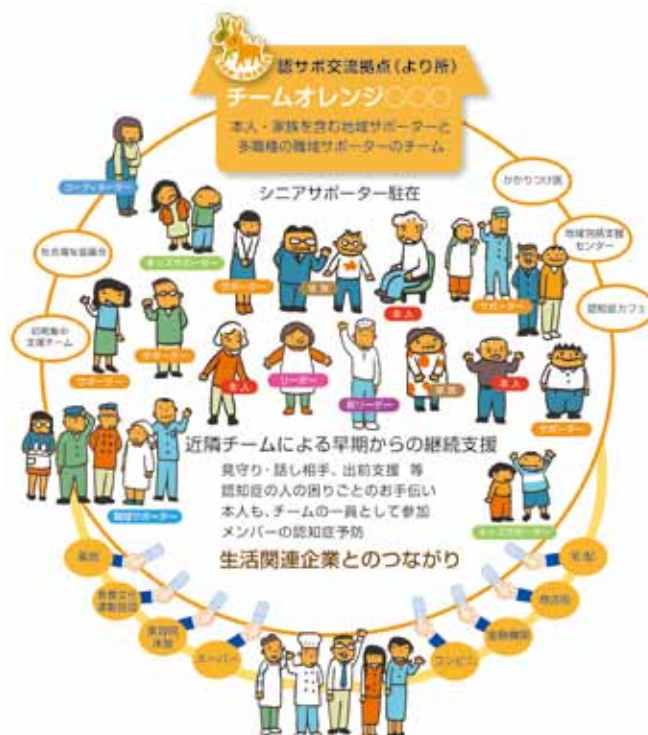 認サポ交流拠点（より所）
チームオレンジ○○○
本人・家族を含む地域サポーターと
多職種の職域サポーターのチーム
シニアサポーター駐在
コーディネーター
かかりつけ医
キッズサポーター
社会福祉協議会
サポーター
家族
本人
サポーター
認知症カフェ
初期集中
支援チーム
サポーター
サポーター
本人
リーダー
副リーダー
家族
本人
サポーター
近隣チームによる早期からの継続支援
見守り・話し相手、出前支援 等
認知症の人の困りごとのお手伝い
本人も、チームの一員として参加
メンバーの認知症予防
職域サポーター
キッズサポーター
生活関連企業とのつながり
薬局
宅配
商店街
金融機関
スーパー
コンビニ